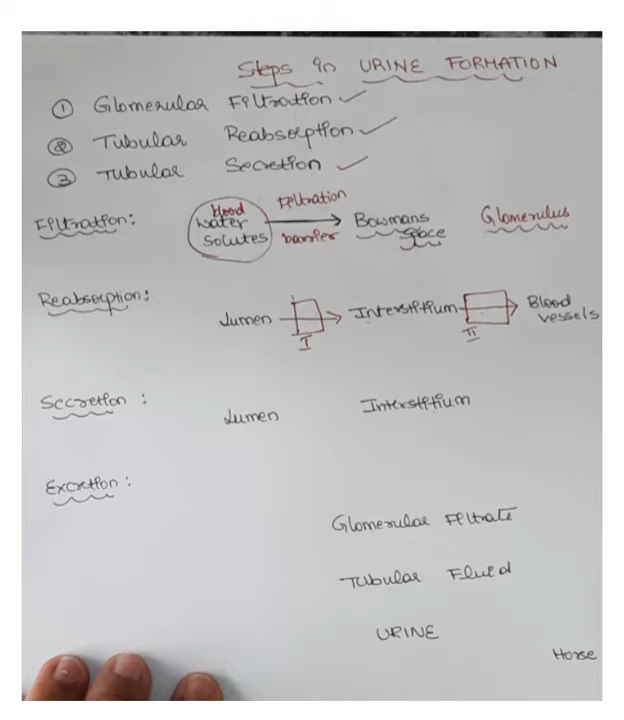 Steps in URINE FORMATION
① Glomerular Filtration ✓
② Tubular Reabsorption ✓
③ Tubular Secretion ✓
Filtration: blood water solutes Filtration barrier Bowmans space Glomerulus
Reabsorption: Lumen I Interstitium II Blood vessels
Secretion: Lumen Interstitium
Excretion:
Glomerular Filtrate
Tubular Fluid
URINE
Horse